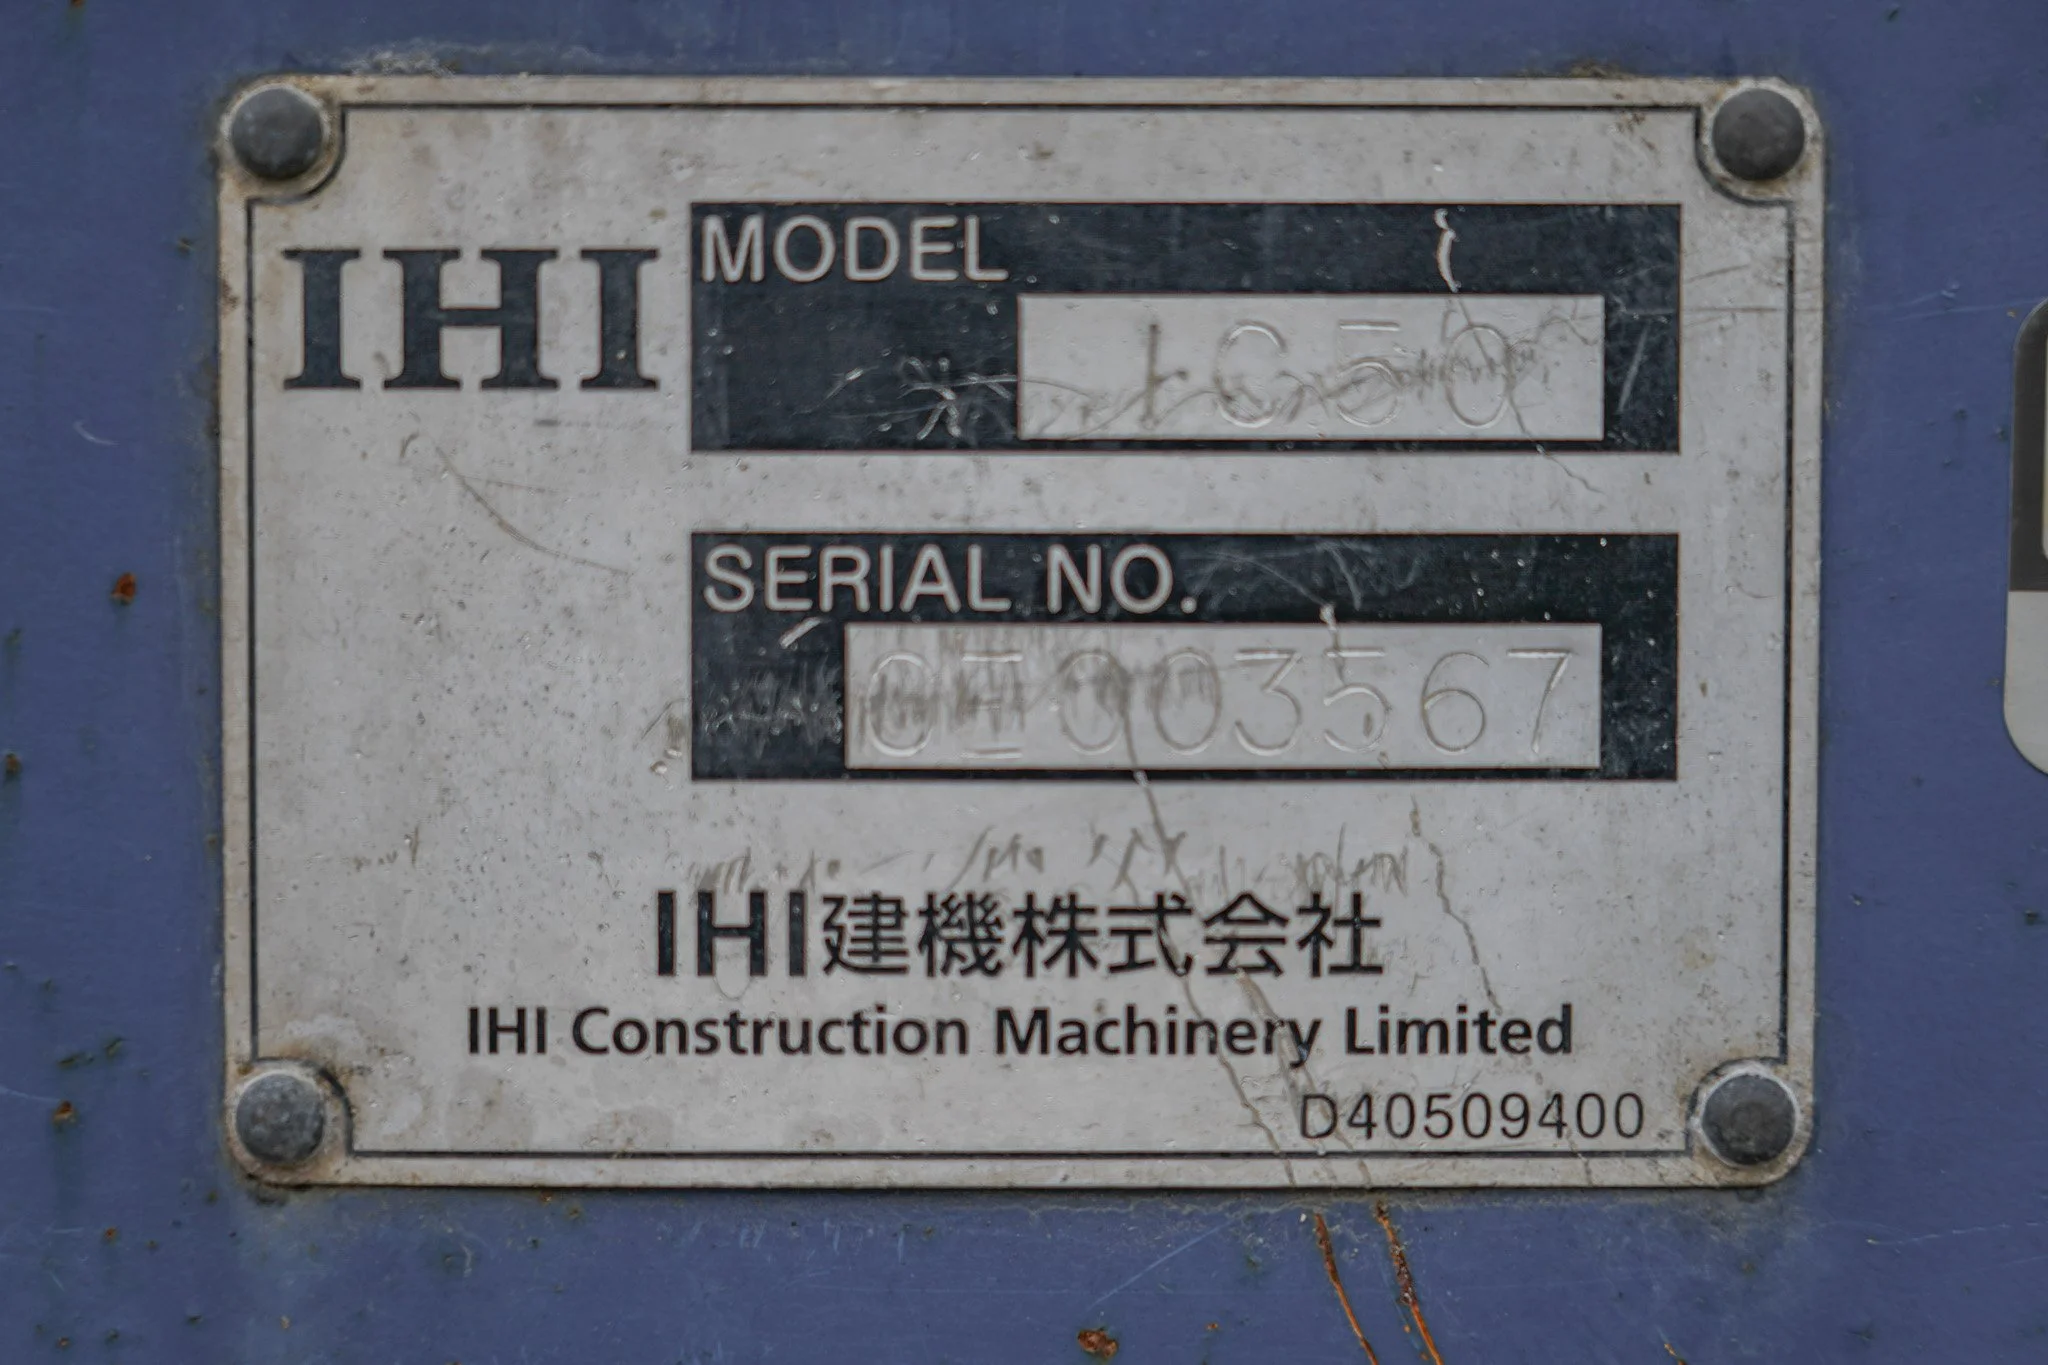 IHI
MODEL
IC50
SERIAL NO.
003567
IHI建機株式会社
IHI Construction Machinery Limited
D40509400